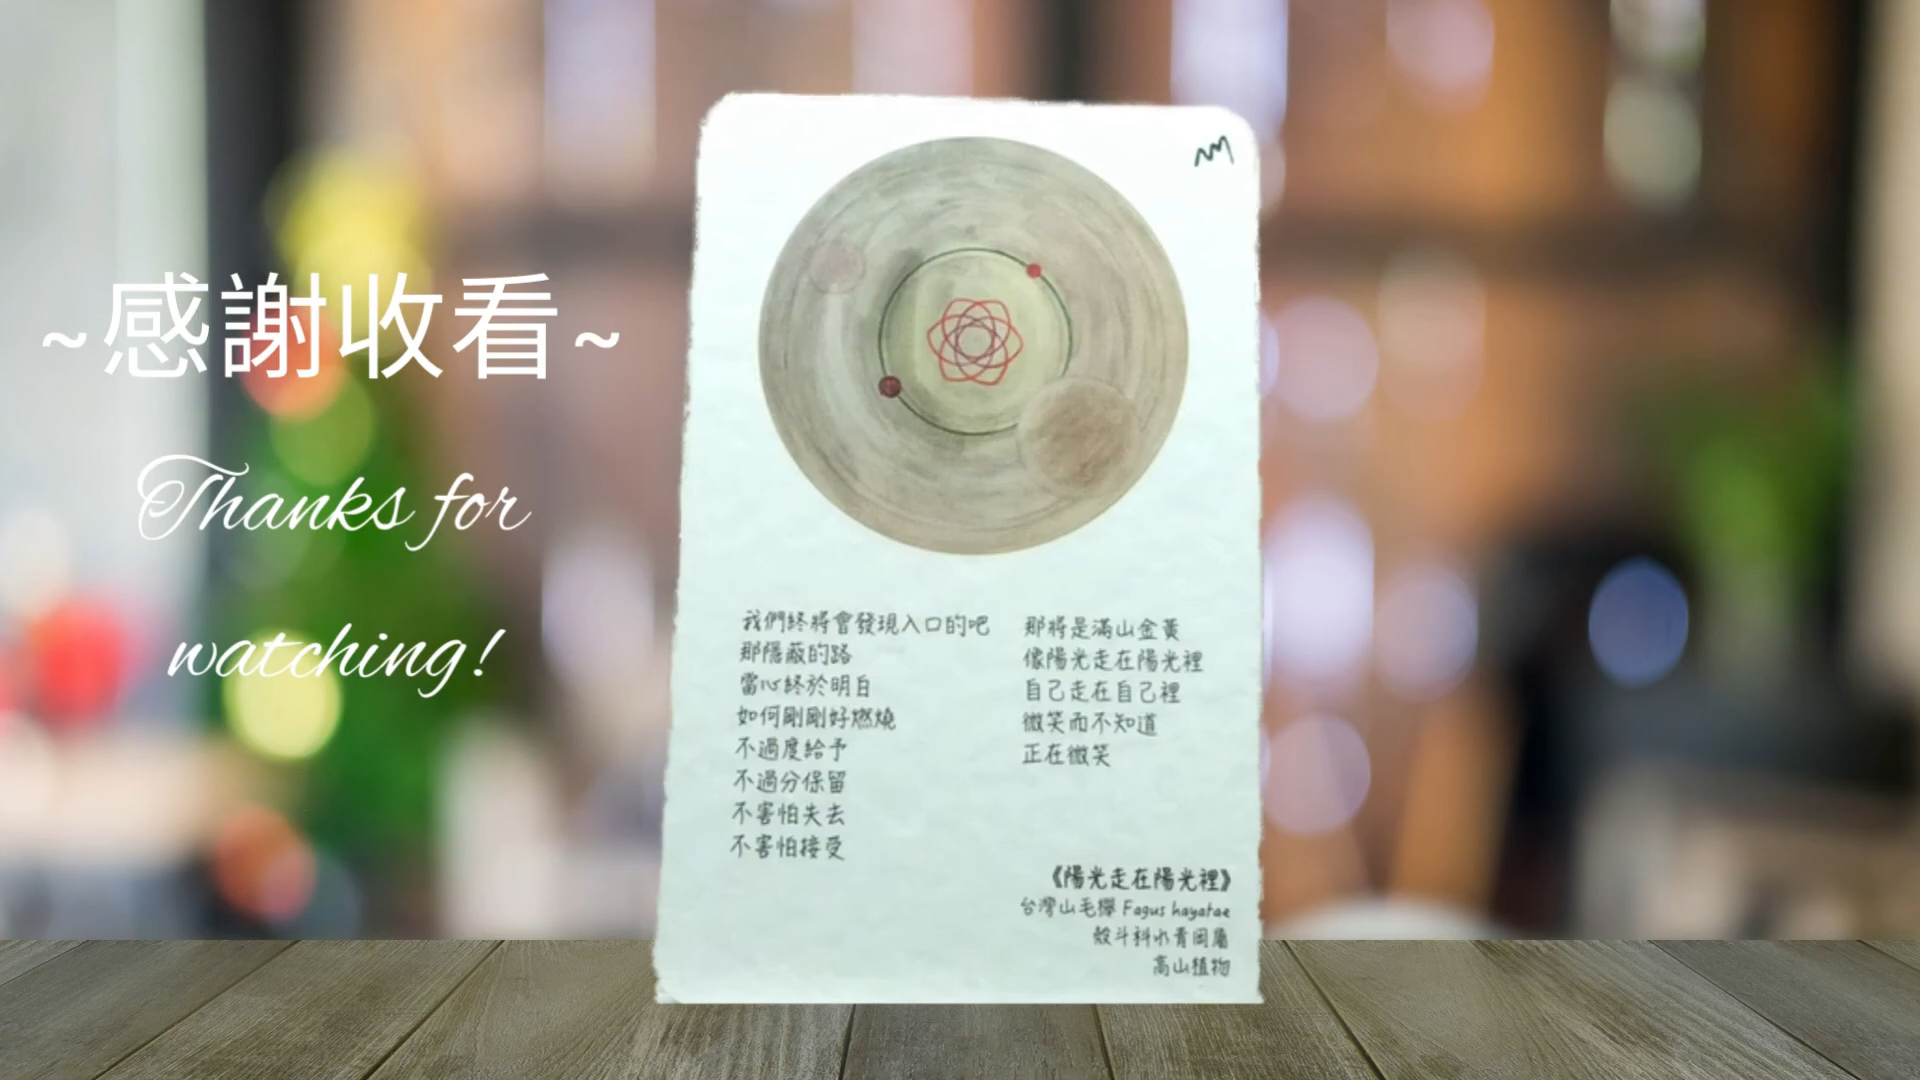 ~感謝收看~
Thanks for
watching!
我們終將會發現入口的吧
那隱蔽的路
當心終於明白
如何剛剛好燃燒
不過度給予
不過分保留
不害怕失去
不害怕接受
那將是滿山金黃
像陽光走在陽光裡
自己走在自己裡
微笑而不知道
正在微笑
《陽光走在陽光裡》
台灣山毛櫸 Fagus hayatae
殼斗科水青岡屬
高山植物